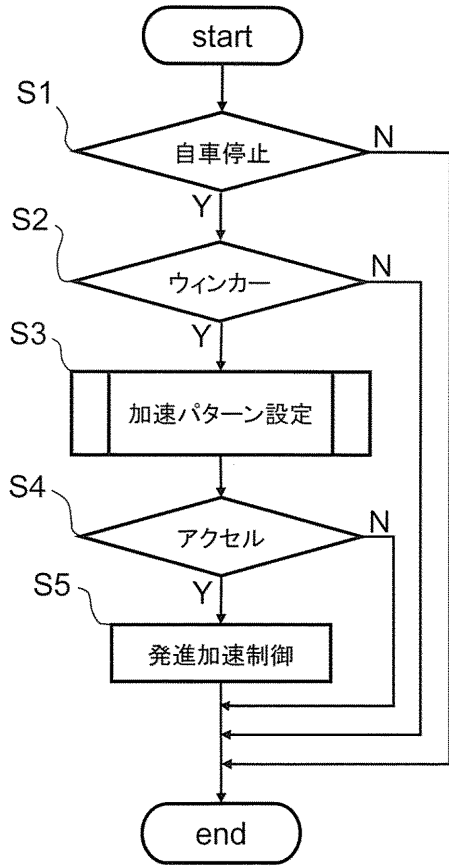 start
S1
自車停止
N
Y
S2
ウィンカー
N
Y
S3
加速パターン設定
S4
アクセル
N
Y
S5
発進加速制御
end